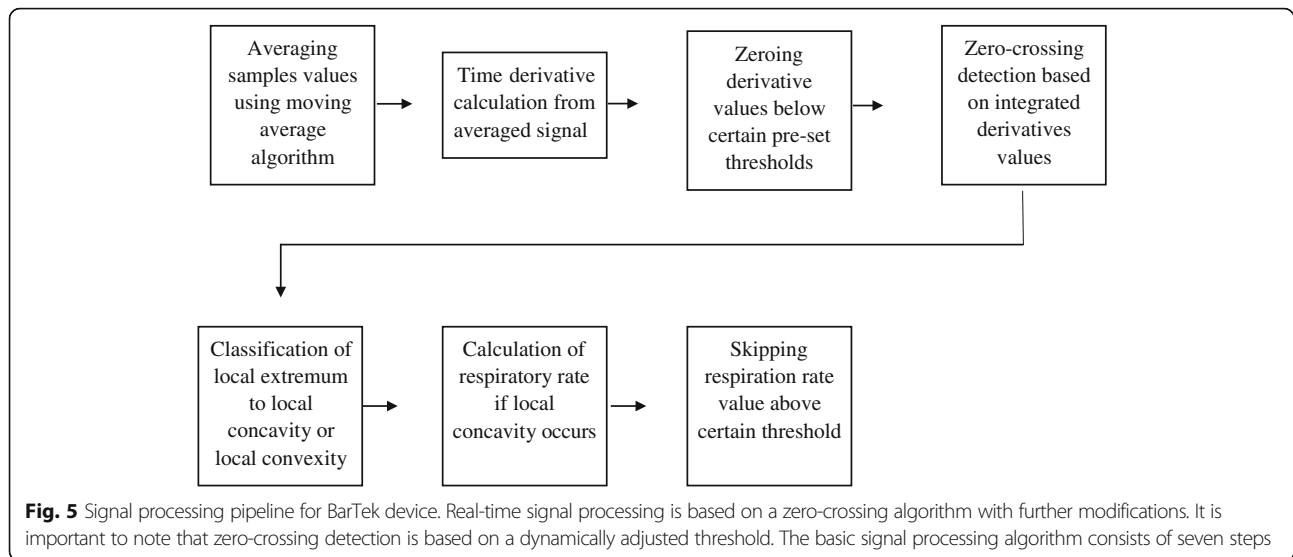 Averaging
samples values
using moving
average
algorithm
Time derivative
calculation from
averaged signal
Zeroing
derivative
values below
certain pre-set
thresholds
Zero-crossing
detection based
on integrated
derivatives
values
Classification of
local extremum
to local
concavity or
local convexity
Calculation of
respiratory rate
if local
concavity occurs
Skipping
respiration rate
value above
certain threshold
Fig. 5 Signal processing pipeline for BarTek device. Real-time signal processing is based on a zero-crossing algorithm with further modifications. It is
important to note that zero-crossing detection is based on a dynamically adjusted threshold. The basic signal processing algorithm consists of seven steps